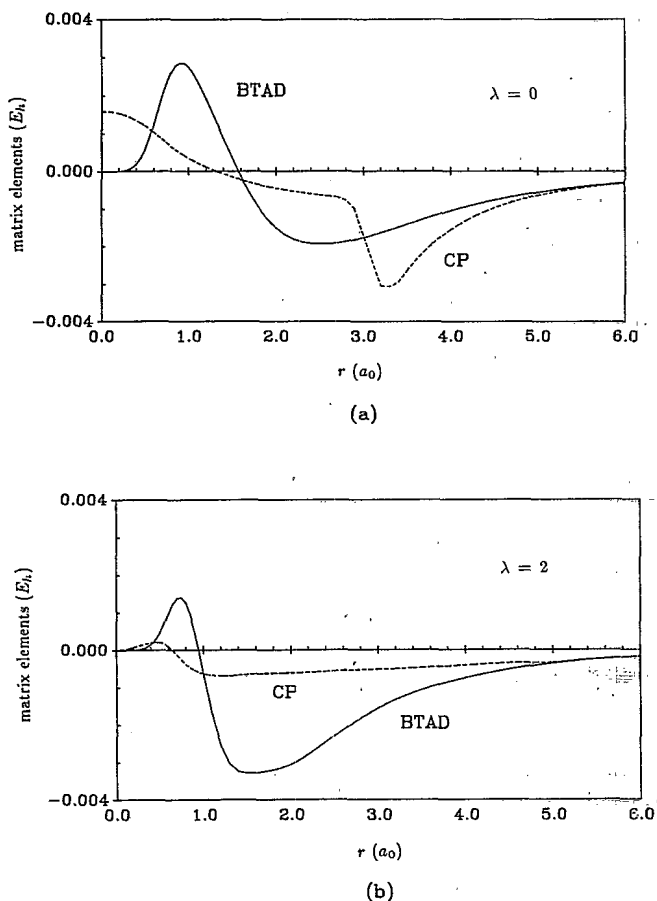 0.004
BTAD
λ = 0
matrix elements (E_h)
0.000
CP
−0.004
0.0 1.0 2.0 3.0 4.0 5.0 6.0
r (a₀)
(a)
0.004
λ = 2
matrix elements (E_h)
0.000
CP
BTAD
−0.004
0.0 1.0 2.0 3.0 4.0 5.0 6.0
r (a₀)
(b)